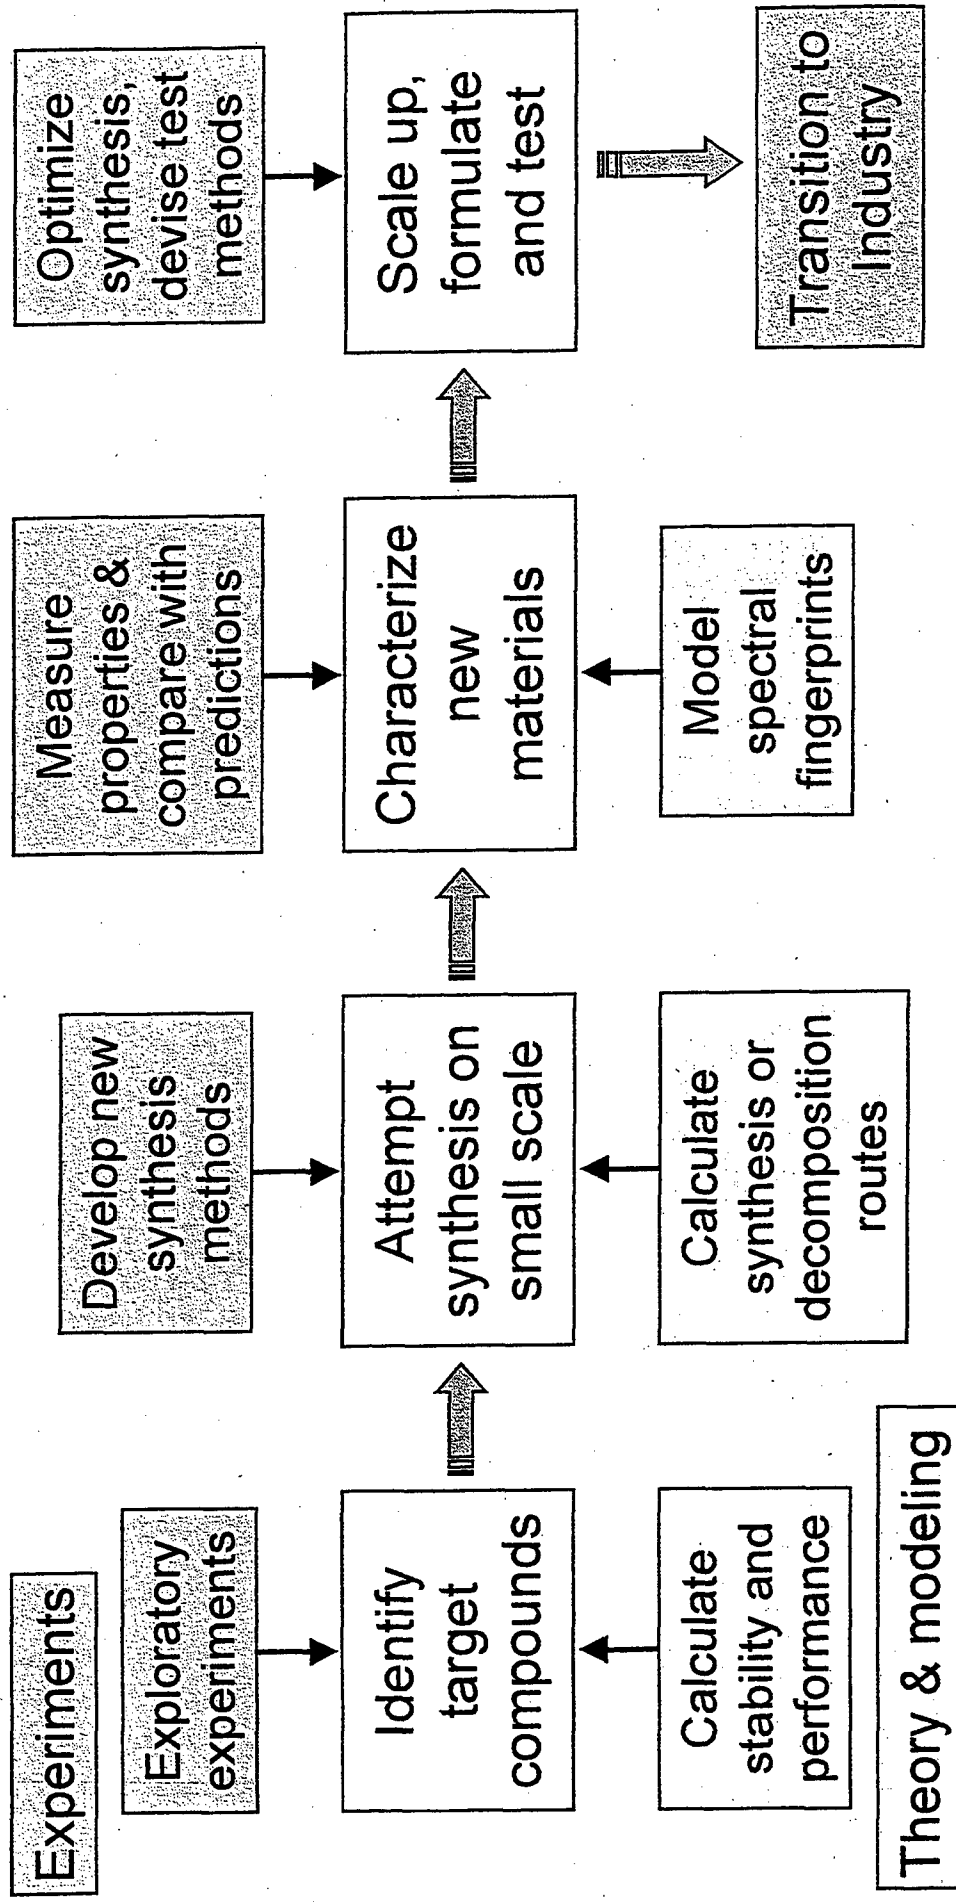 Experiments
Exploratory
experiments
Develop new
synthesis
methods
Measure
properties &
compare with
predictions
Optimize
synthesis,
devise test
methods
Identify
target
compounds
Attempt
synthesis on
small scale
Characterize
new
materials
Scale up,
formulate
and test
Calculate
stability and
performance
Calculate
synthesis or
decomposition
routes
Model
spectral
fingerprints
Transition to
Industry
Theory & modeling